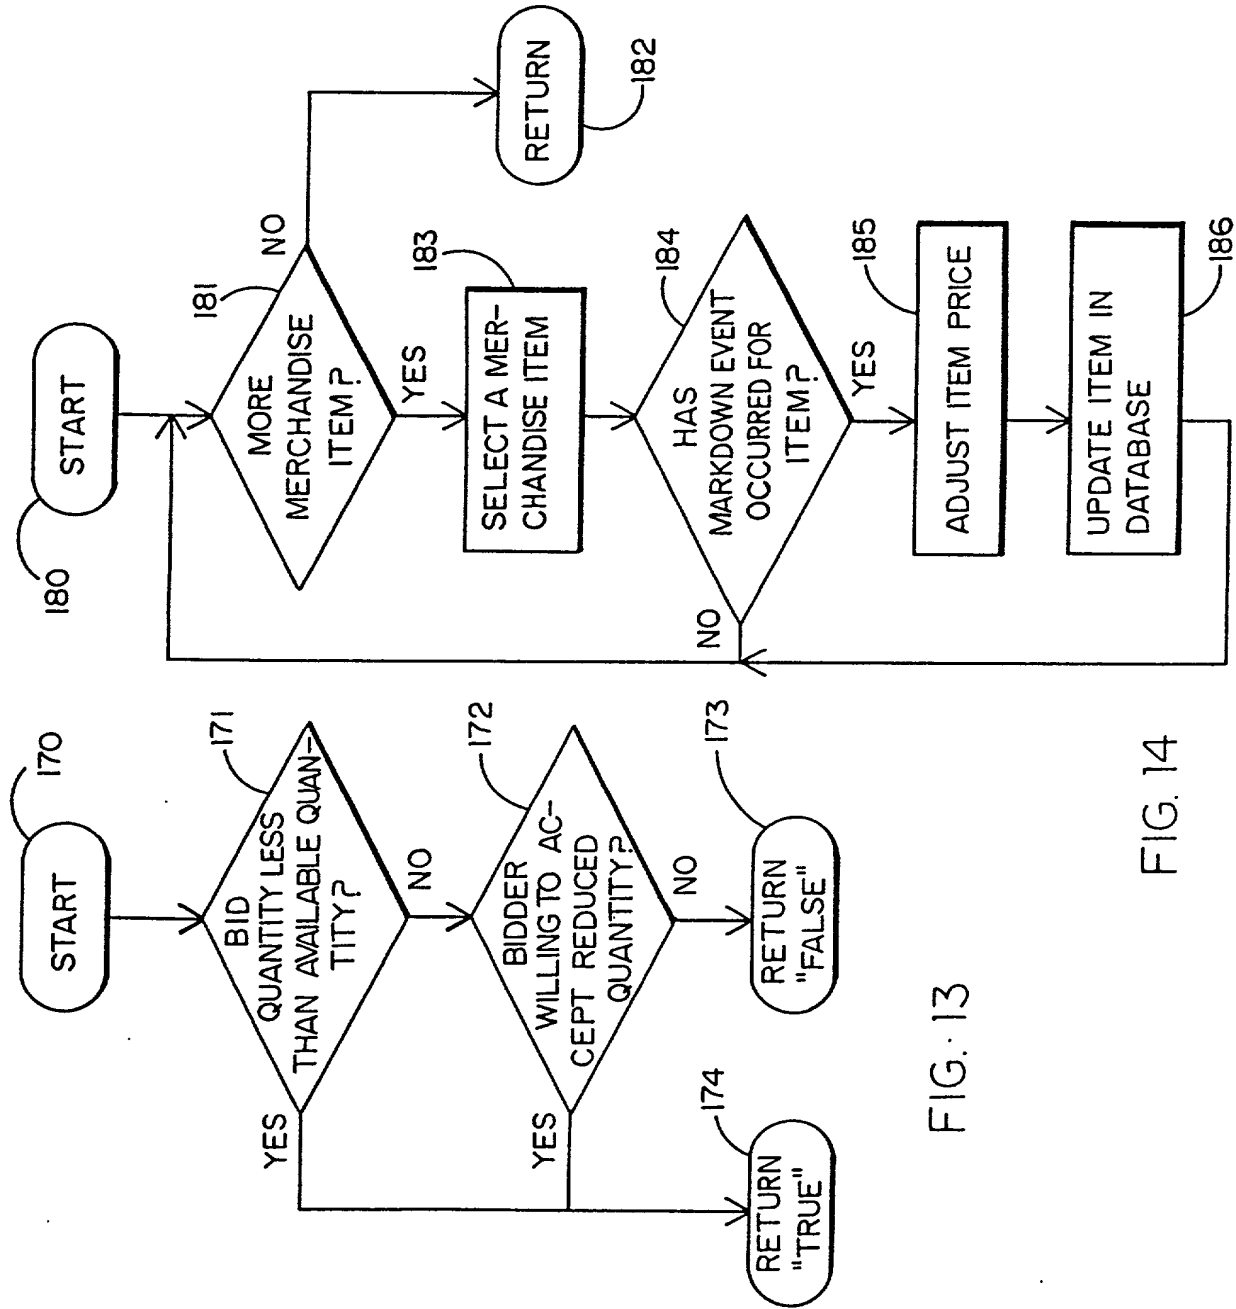 170
START
171
BID
QUANTITY LESS
THAN AVAILABLE QUAN-
TITY?
YES
NO
172
BIDDER
WILLING TO AC-
CEPT REDUCED
QUANTITY?
YES
NO
174
RETURN
"TRUE"
173
RETURN
"FALSE"
FIG. 13
180
START
181
MORE
MERCHANDISE
ITEM?
NO
YES
RETURN
182
183
SELECT A MER-
CHANDISE ITEM
184
HAS
MARKDOWN EVENT
OCCURRED FOR
ITEM?
NO
YES
185
ADJUST ITEM PRICE
186
UPDATE ITEM IN
DATABASE
FIG. 14